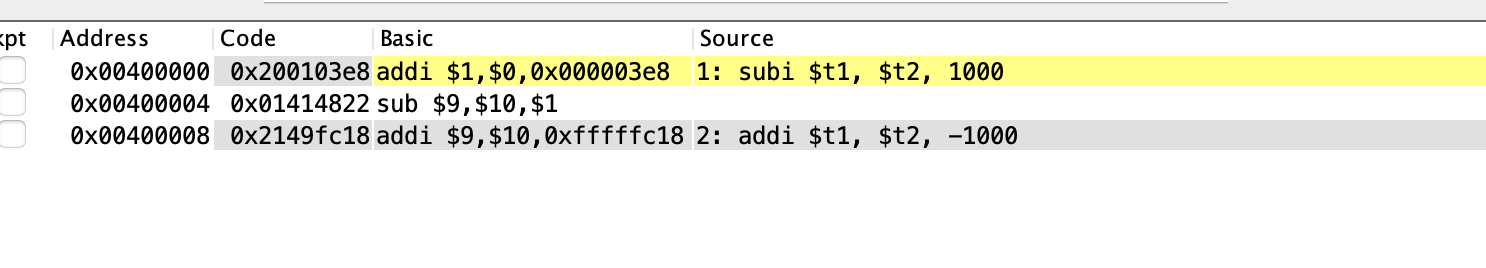 kpt Address Code Basic Source
0x00400000 0x200103e8 addi $1,$0,0x000003e8 1: subi $t1, $t2, 1000
0x00400004 0x01414822 sub $9,$10,$1
0x00400008 0x2149fc18 addi $9,$10,0xfffffc18 2: addi $t1, $t2, −1000